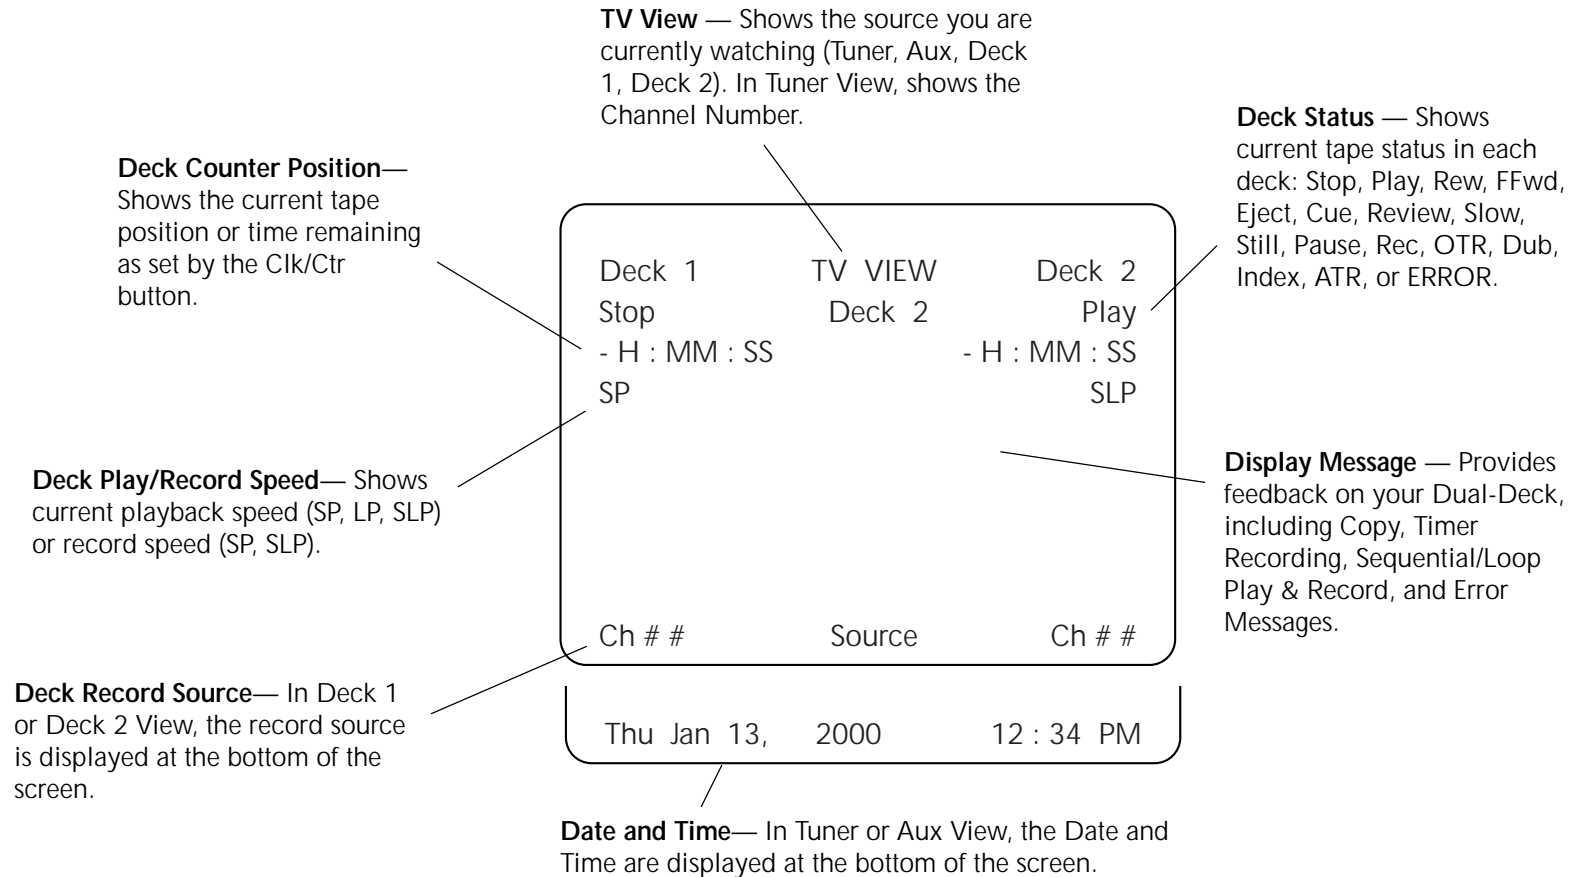 TV View — Shows the source you are
currently watching (Tuner, Aux, Deck
1, Deck 2). In Tuner View, shows the
Channel Number.
Deck Status — Shows
current tape status in each
deck: Stop, Play, Rew, FFwd,
Eject, Cue, Review, Slow,
Still, Pause, Rec, OTR, Dub,
Index, ATR, or ERROR.
Deck Counter Position—
Shows the current tape
position or time remaining
as set by the Clk/Ctr
button.
Deck 1 TV VIEW Deck 2
Stop Deck 2 Play
- H : MM : SS - H : MM : SS
SP SLP
Deck Play/Record Speed— Shows
current playback speed (SP, LP, SLP)
or record speed (SP, SLP).
Display Message — Provides
feedback on your Dual-Deck,
including Copy, Timer
Recording, Sequential/Loop
Play & Record, and Error
Messages.
Ch # # Source Ch # #
Deck Record Source— In Deck 1
or Deck 2 View, the record source
is displayed at the bottom of the
screen.
Thu Jan 13, 2000 12 : 34 PM
Date and Time— In Tuner or Aux View, the Date and
Time are displayed at the bottom of the screen.